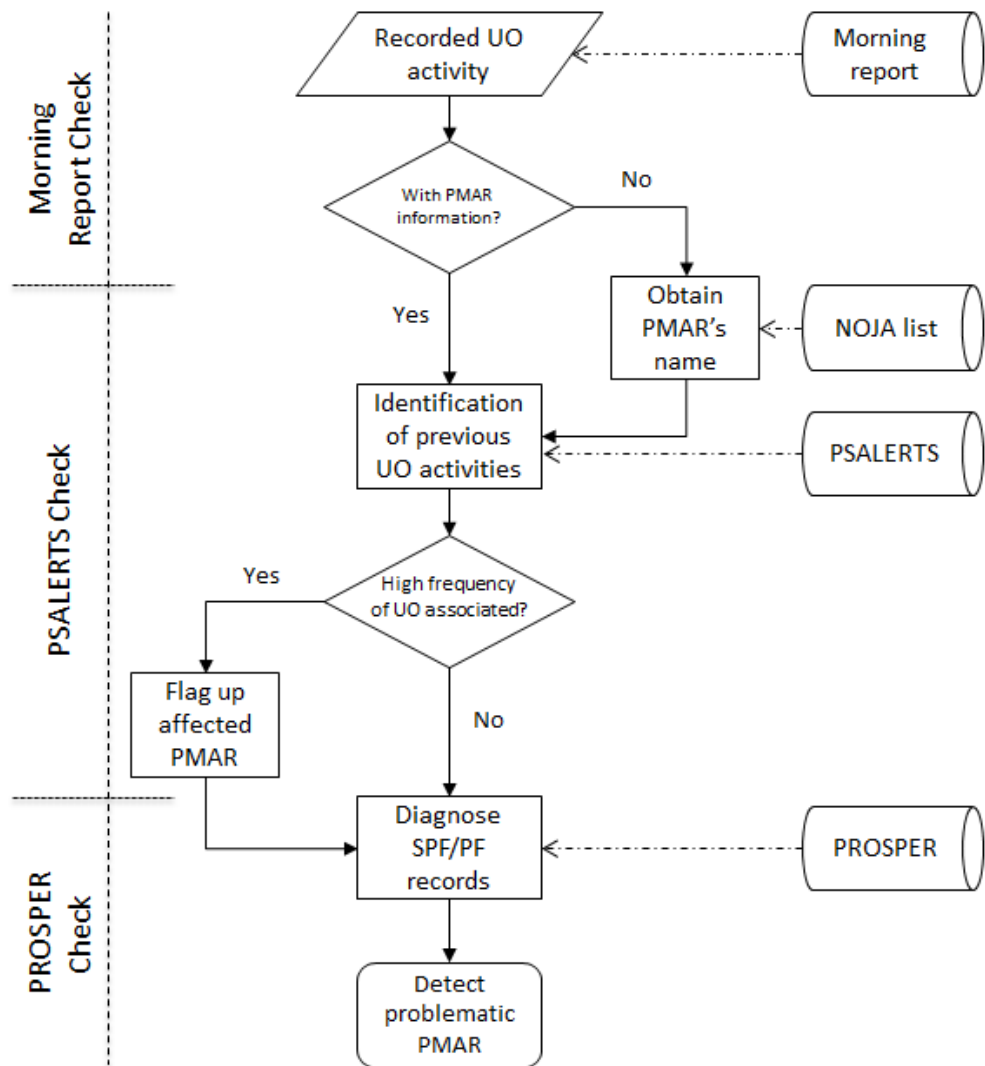 Recorded UO
activity
Morning
report
Morning
Report Check
With PMAR
information?
No
Yes
Obtain
PMAR's
name
NOJA list
Identification
of previous
UO activities
PSALERTS
PSALERTS Check
Yes
High frequency
of UO associated?
Flag up
affected
PMAR
No
Diagnose
SPF/PF
records
PROSPER
PROSPER
Check
Detect
problematic
PMAR